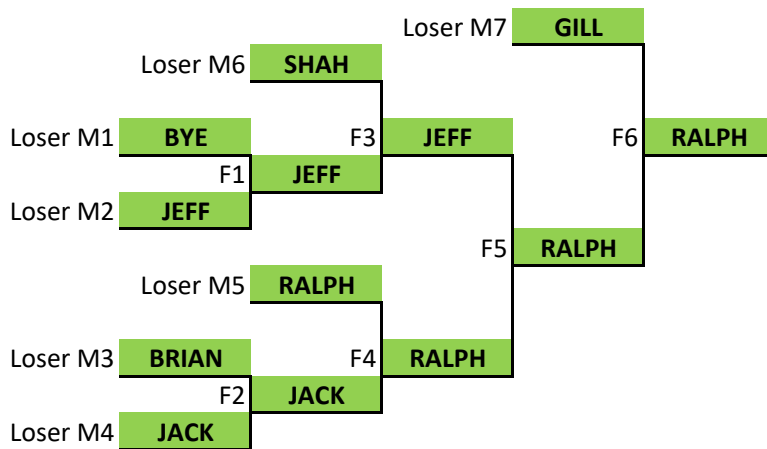 Loser M7 GILL
Loser M6 SHAH
Loser M1 BYE F3 JEFF F6 RALPH
F1 JEFF
Loser M2 JEFF
F5 RALPH
Loser M5 RALPH
Loser M3 BRIAN F4 RALPH
F2 JACK
Loser M4 JACK